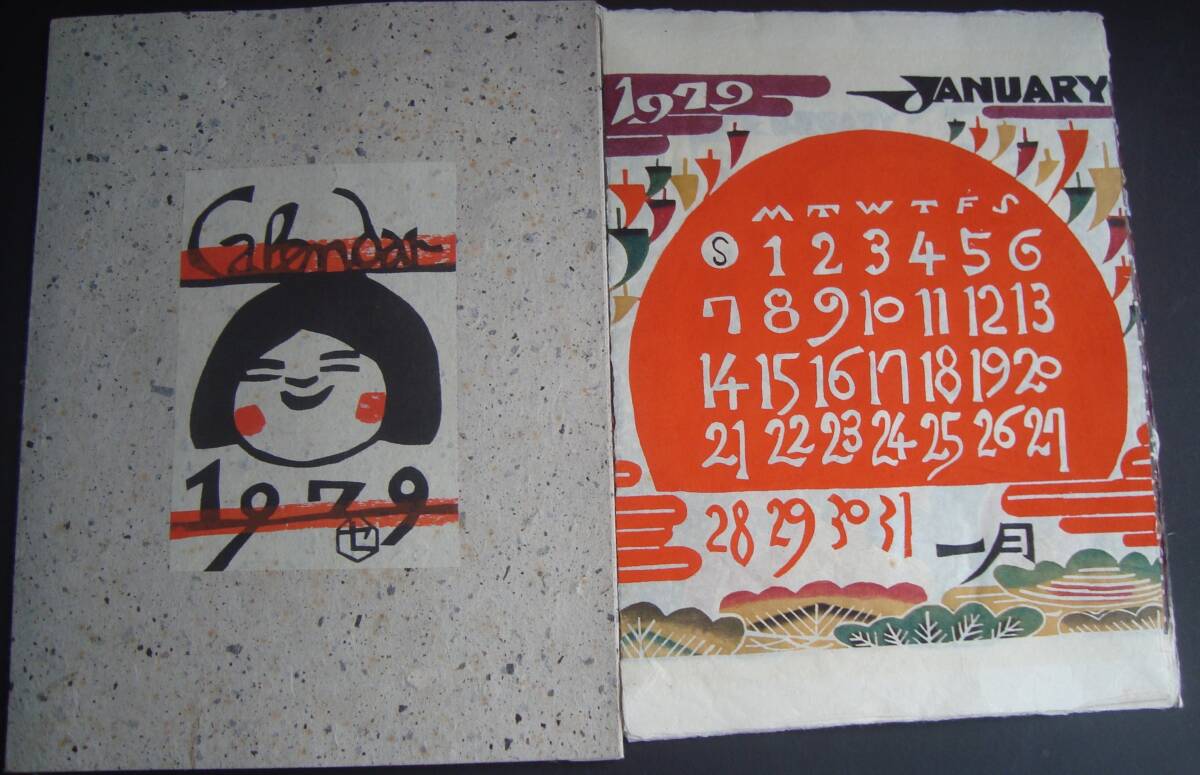 Calendar
1979
1979
JANUARY
M T W T F S
S 1 2 3 4 5 6
7 8 9 10 11 12 13
14 15 16 17 18 19 20
21 22 23 24 25 26 27
28 29 30 31 一月